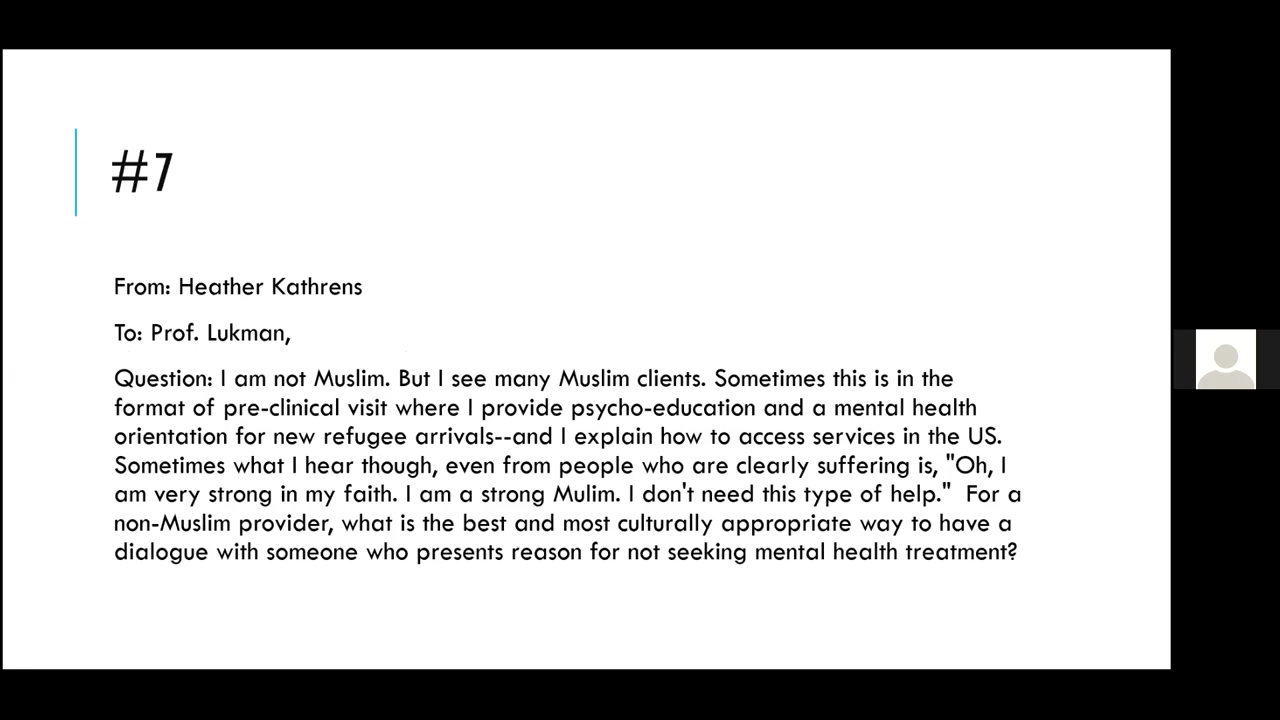 #7
From: Heather Kathrens
To: Prof. Lukman,
Question: I am not Muslim. But I see many Muslim clients. Sometimes this is in the
format of pre-clinical visit where I provide psycho-education and a mental health
orientation for new refugee arrivals--and I explain how to access services in the US.
Sometimes what I hear though, even from people who are clearly suffering is, "Oh, I
am very strong in my faith. I am a strong Mulim. I don't need this type of help."  For a
non-Muslim provider, what is the best and most culturally appropriate way to have a
dialogue with someone who presents reason for not seeking mental health treatment?